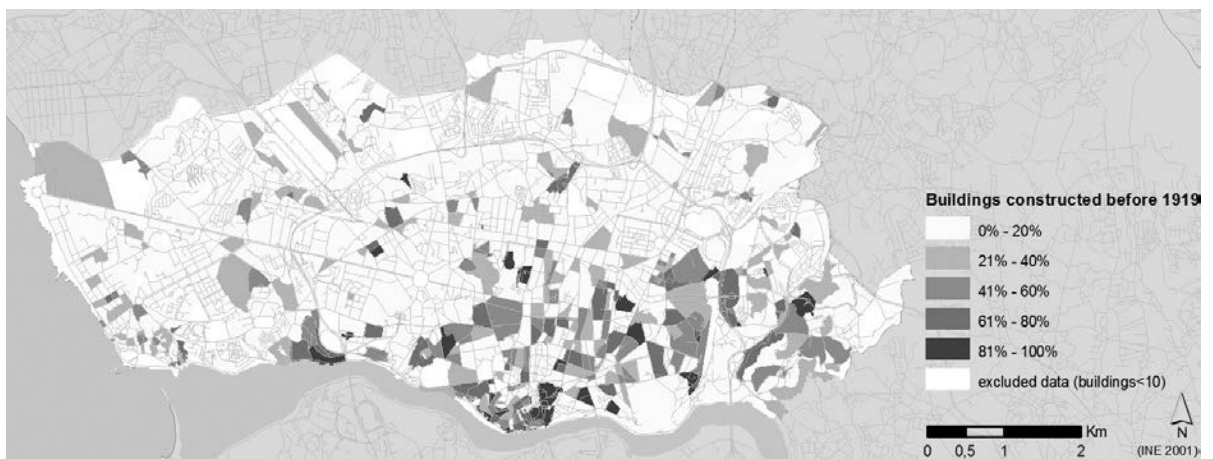 Buildings constructed before 1919
0% - 20%
21% - 40%
41% - 60%
61% - 80%
81% - 100%
excluded data (buildings<10)
Km
0 0,5 1 2
N
(INE 2001)